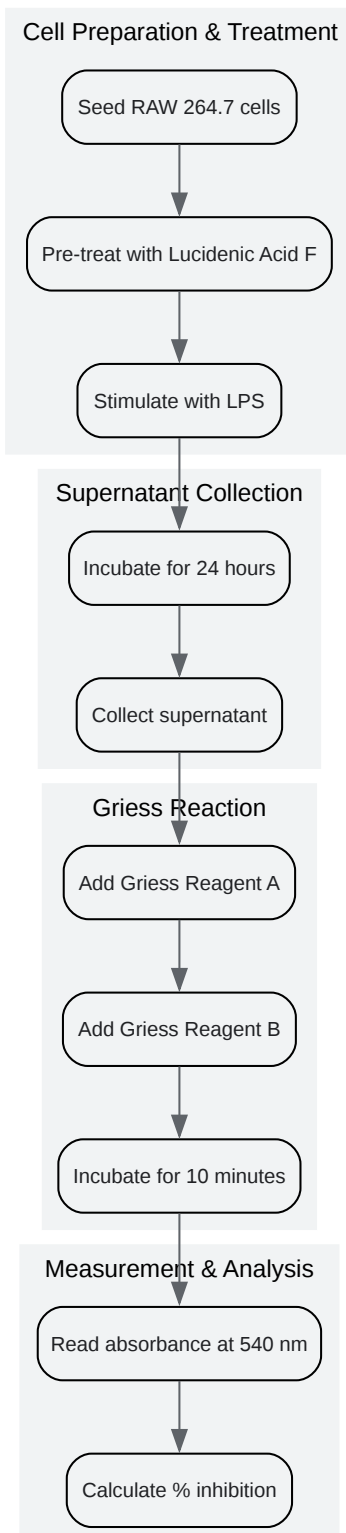 Cell Preparation & Treatment
Seed RAW 264.7 cells
Pre-treat with Lucidenic Acid F
Stimulate with LPS
Supernatant Collection
Incubate for 24 hours
Collect supernatant
Griess Reaction
Add Griess Reagent A
Add Griess Reagent B
Incubate for 10 minutes
Measurement & Analysis
Read absorbance at 540 nm
Calculate % inhibition